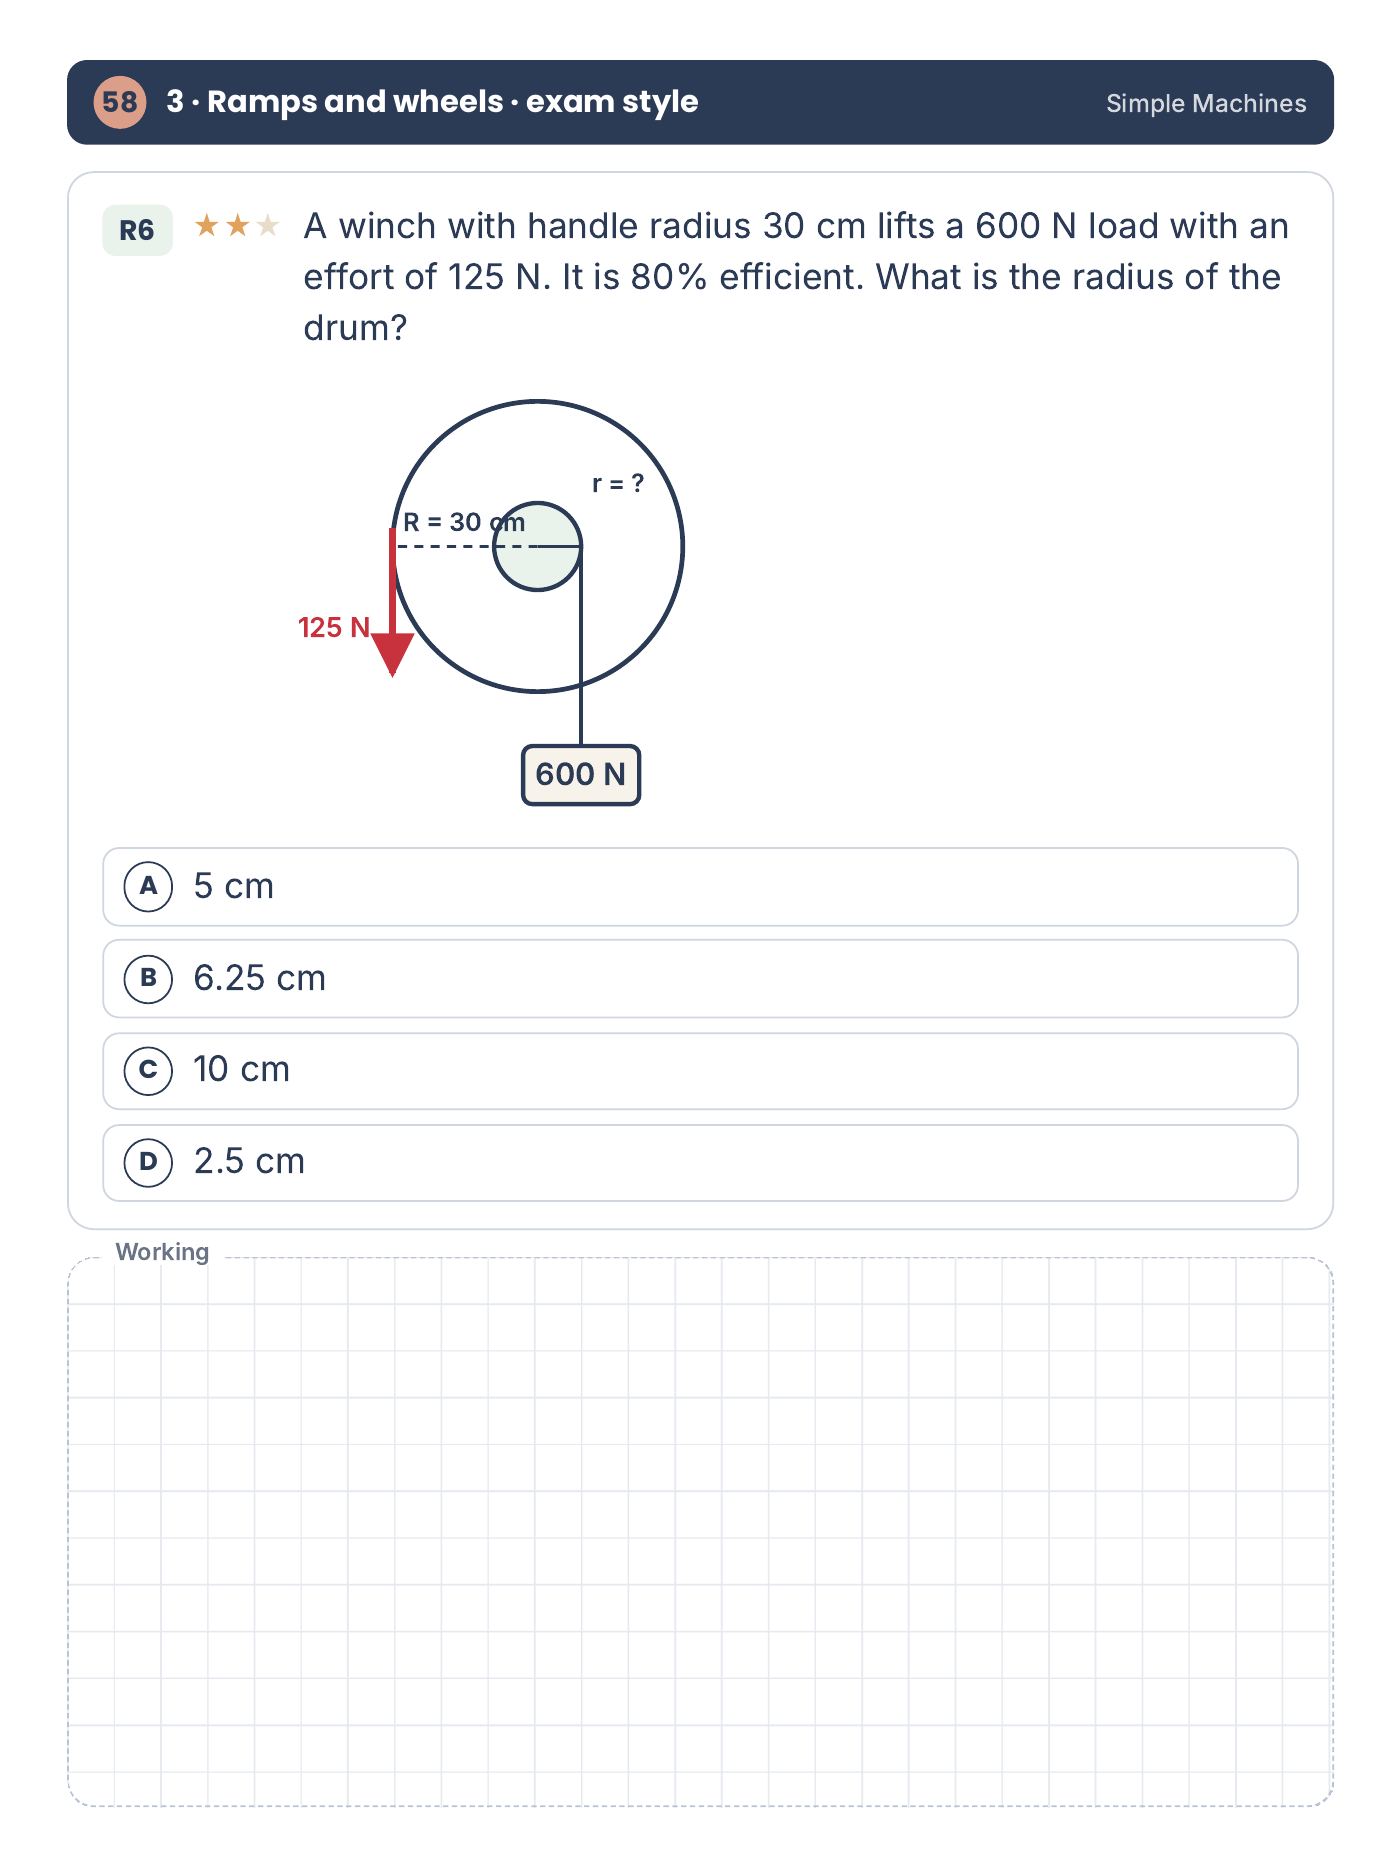 58 3 · Ramps and wheels · exam style Simple Machines
R6 ★★★ A winch with handle radius 30 cm lifts a 600 N load with an
effort of 125 N. It is 80% efficient. What is the radius of the
drum?
r = ?
R = 30 cm
125 N
600 N
A 5 cm
B 6.25 cm
C 10 cm
D 2.5 cm
Working